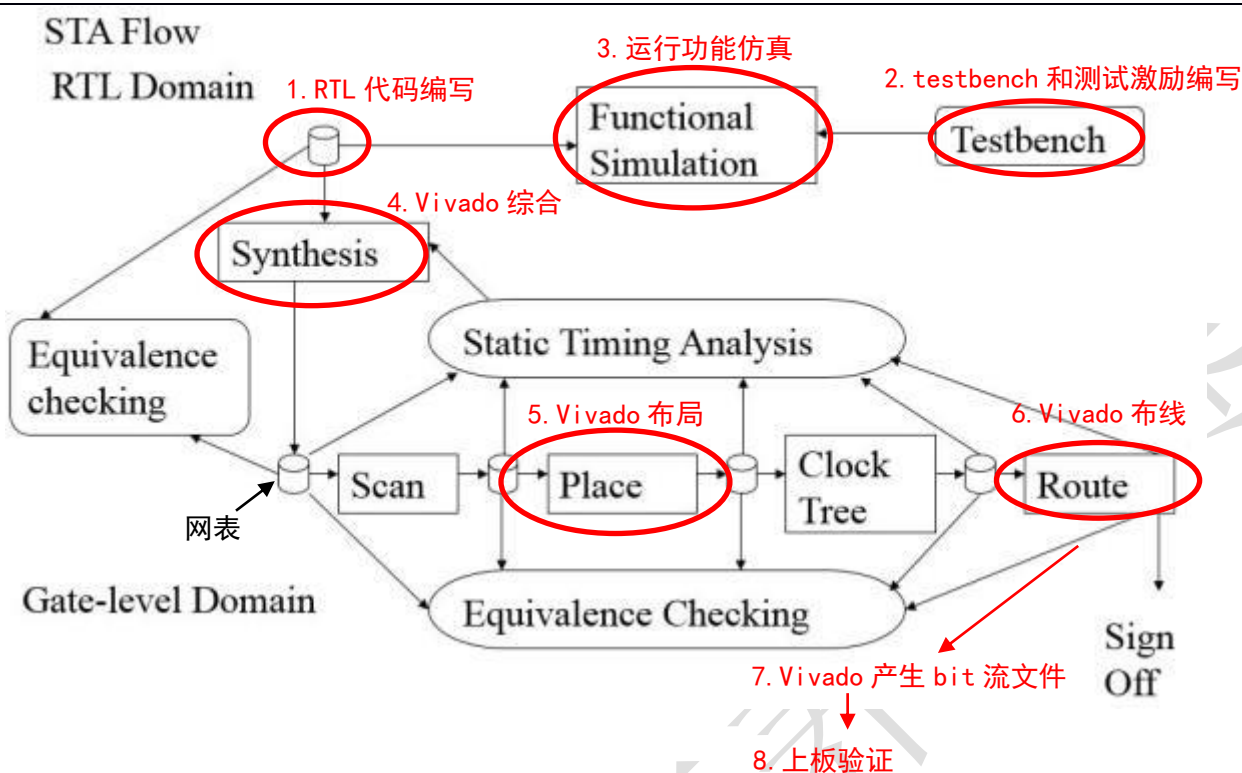 STA Flow
RTL Domain
1. RTL 代码编写
3. 运行功能仿真
2. testbench 和测试激励编写
Functional
Simulation
Testbench
4. Vivado 综合
Synthesis
Equivalence
checking
Static Timing Analysis
5. Vivado 布局
6. Vivado 布线
Scan
Place
Clock
Tree
Route
网表
Gate-level Domain
Equivalence Checking
Sign
Off
7. Vivado 产生 bit 流文件
8. 上板验证